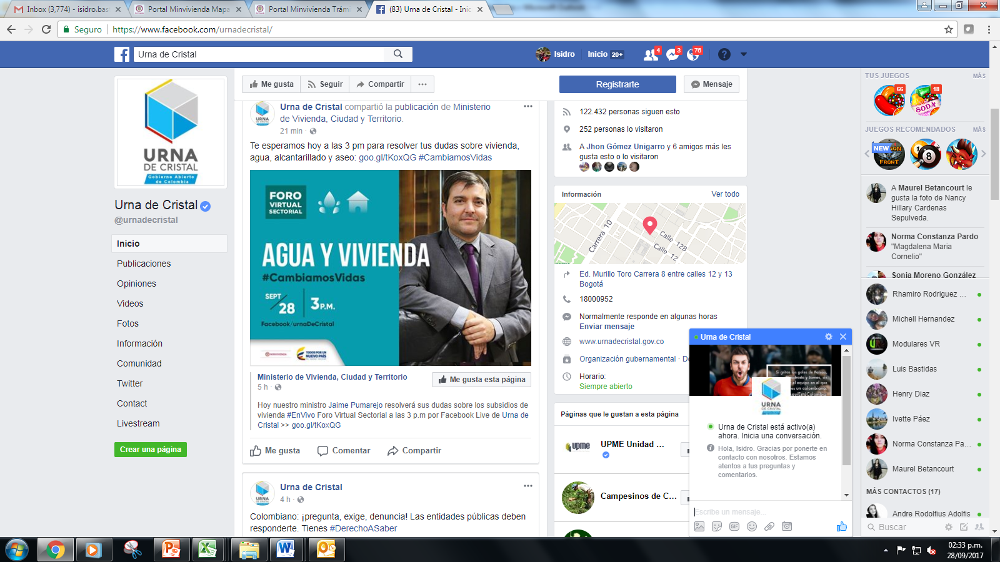 Inbox (3,774) - isidro.bas
Portal Minvivienda Mapa
Portal Minvivienda Trám
(83) Urna de Cristal - Inic
Seguro
https://www.facebook.com/urnadecristal/
Urna de Cristal
Isidro
Inicio 20+
4
3
76
URNA
DE CRISTAL
Gobierno Abierto
de Colombia
Urna de Cristal
@urnadecristal
Inicio
Publicaciones
Opiniones
Videos
Fotos
Información
Comunidad
Twitter
Contact
Livestream
Crear una página
Me gusta
Seguir
Compartir
Registrarte
Mensaje
Urna de Cristal compartió la publicación de Ministerio
de Vivienda, Ciudad y Territorio.
21 min ·
Te esperamos hoy a las 3 pm para resolver tus dudas sobre vivienda,
agua, alcantarillado y aseo: goo.gl/tKoxQG #CambiamosVidas
FORO
VIRTUAL
SECTORIAL
AGUA Y VIVIENDA
#CambiamosVidas
SEPT
28
3 P.M.
Facebook/urnaDeCristal
MINVIVIENDA
TODOS POR UN
NUEVO PAÍS
Ministerio de Vivienda, Ciudad y Territorio
5 h ·
Me gusta esta página
Hoy nuestro ministro Jaime Pumarejo resolverá sus dudas sobre los subsidios de
vivienda #EnVivo Foro Virtual Sectorial a las 3 p.m por Facebook Live de Urna de
Cristal >> goo.gl/tKoxQG
Me gusta
Comentar
Compartir
Urna de Cristal
4 h ·
Colombiano: ¡pregunta, exige, denuncia! Las entidades públicas deben
responderte. Tienes #DerechoASaber
122.432 personas siguen esto
252 personas lo visitaron
A Jhon Gómez Unigarro y 6 amigos más les
gusta esto o lo visitaron
Información
Ver todo
Carrera 10
Calle 12B
Calle 12
Ed. Murillo Toro Carrera 8 entre calles 12 y 13
Bogotá
18000952
Normalmente responde en algunas horas
Enviar mensaje
www.urnadecristal.gov.co
Organización gubernamental ·
Horario:
Siempre abierto
Páginas que le gustan a esta página
upme
UPME Unidad ...
Campesinos de C...
Urna de Cristal
Si gritas los goles de Falcao,
URNA
DE CRISTAL
Urna de Cristal está activo(a)
ahora. Inicia una conversación.
Hola, Isidro. Gracias por ponerte en
contacto con nosotros. Estamos
atentos a tus preguntas y
comentarios.
Escribe un mensaje...
GIF
TUS JUEGOS
MÁS
66
18
SODA
JUEGOS RECOMENDADOS
MÁS
NEW
FRONT
8
A Maurel Betancourt le
gusta la foto de Nancy
Hillary Cardenas
Sepulveda.
Norma Constanza Pardo
"Magdalena Maria
Cornelio"
Sonia Moreno González
Rhamiro Rodriguez ...
Michell Hernandez
Modulares VR
Luis Bastidas
Henry Diaz
Ivette Páez
Norma Constanza Pa...
Maurel Betancourt
MÁS CONTACTOS (17)
Andre Rodolfius Adolfis
Buscar
02:33 p.m.
28/09/2017